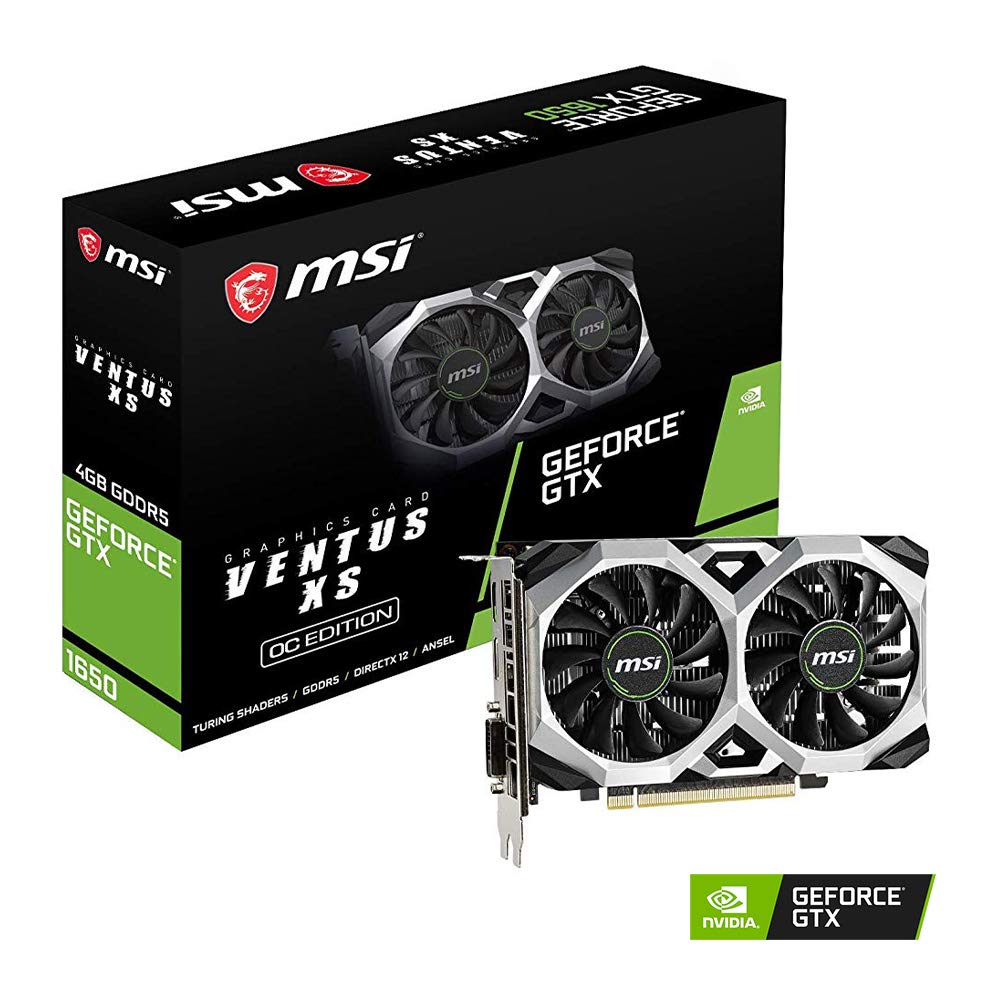 GEFORCE®
GTX 1650
GRAPHICS CARD
VENTUS
XS
msi®
msi®
GRAPHICS CARD
VENTUS
XS
4GB GDDR5
GEFORCE®
GTX
1650
msi®
msi
msi
NVIDIA.
GEFORCE®
GTX
GRAPHICS CARD
VENTUS
XS
OC EDITION
TURING SHADERS / GDDR5 / DIRECTX 12 / ANSEL
msi
msi
NVIDIA.
GEFORCE®
GTX